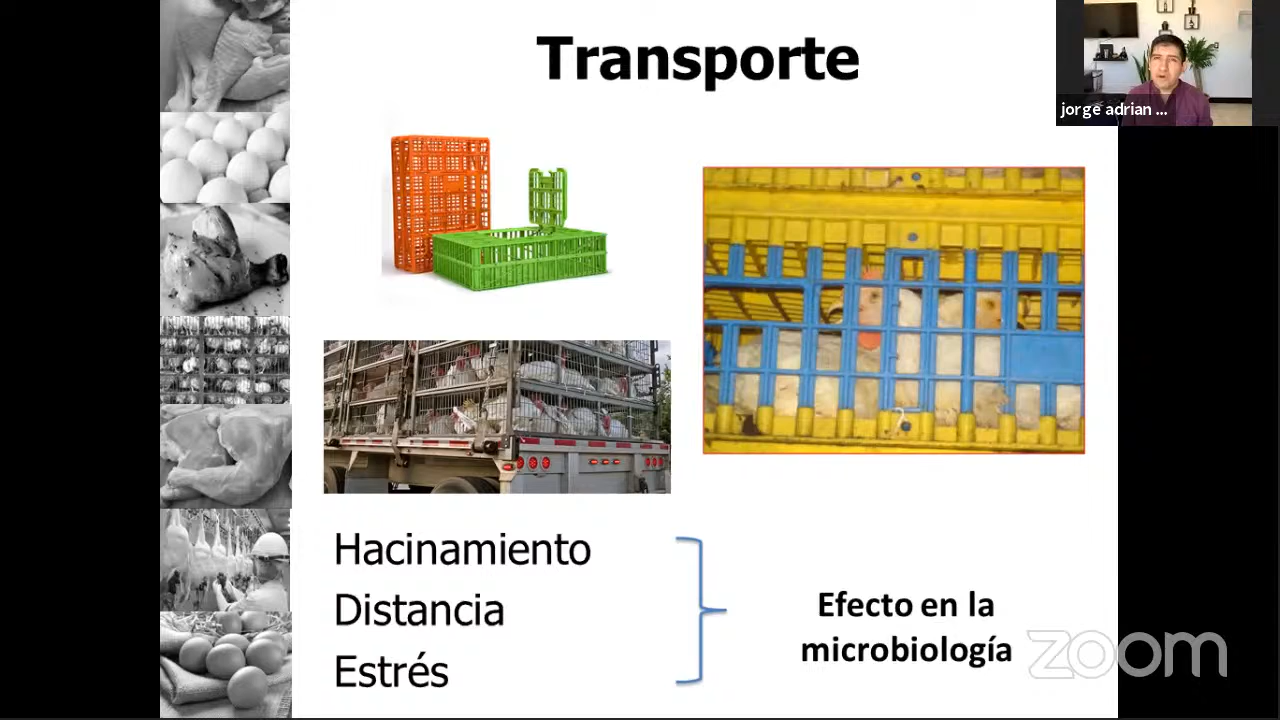 Transporte
jorge adrian ...
Hacinamiento
Distancia
Estrés
Efecto en la
microbiología
zoom